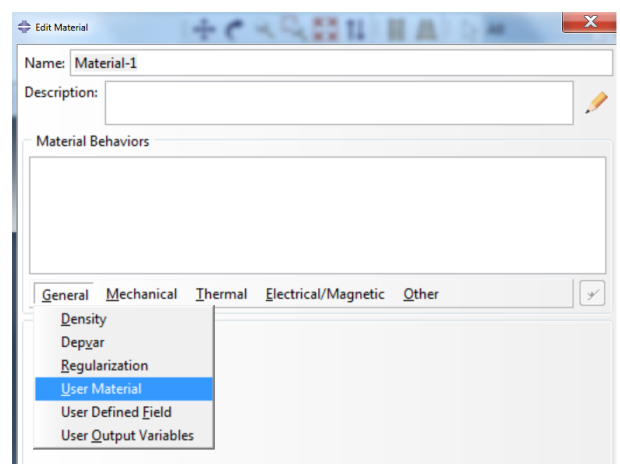 Edit Material
Name: Material-1
Description:
Material Behaviors
General Mechanical Thermal Electrical/Magnetic Other
Density
Depvar
Regularization
User Material
User Defined Field
User Output Variables